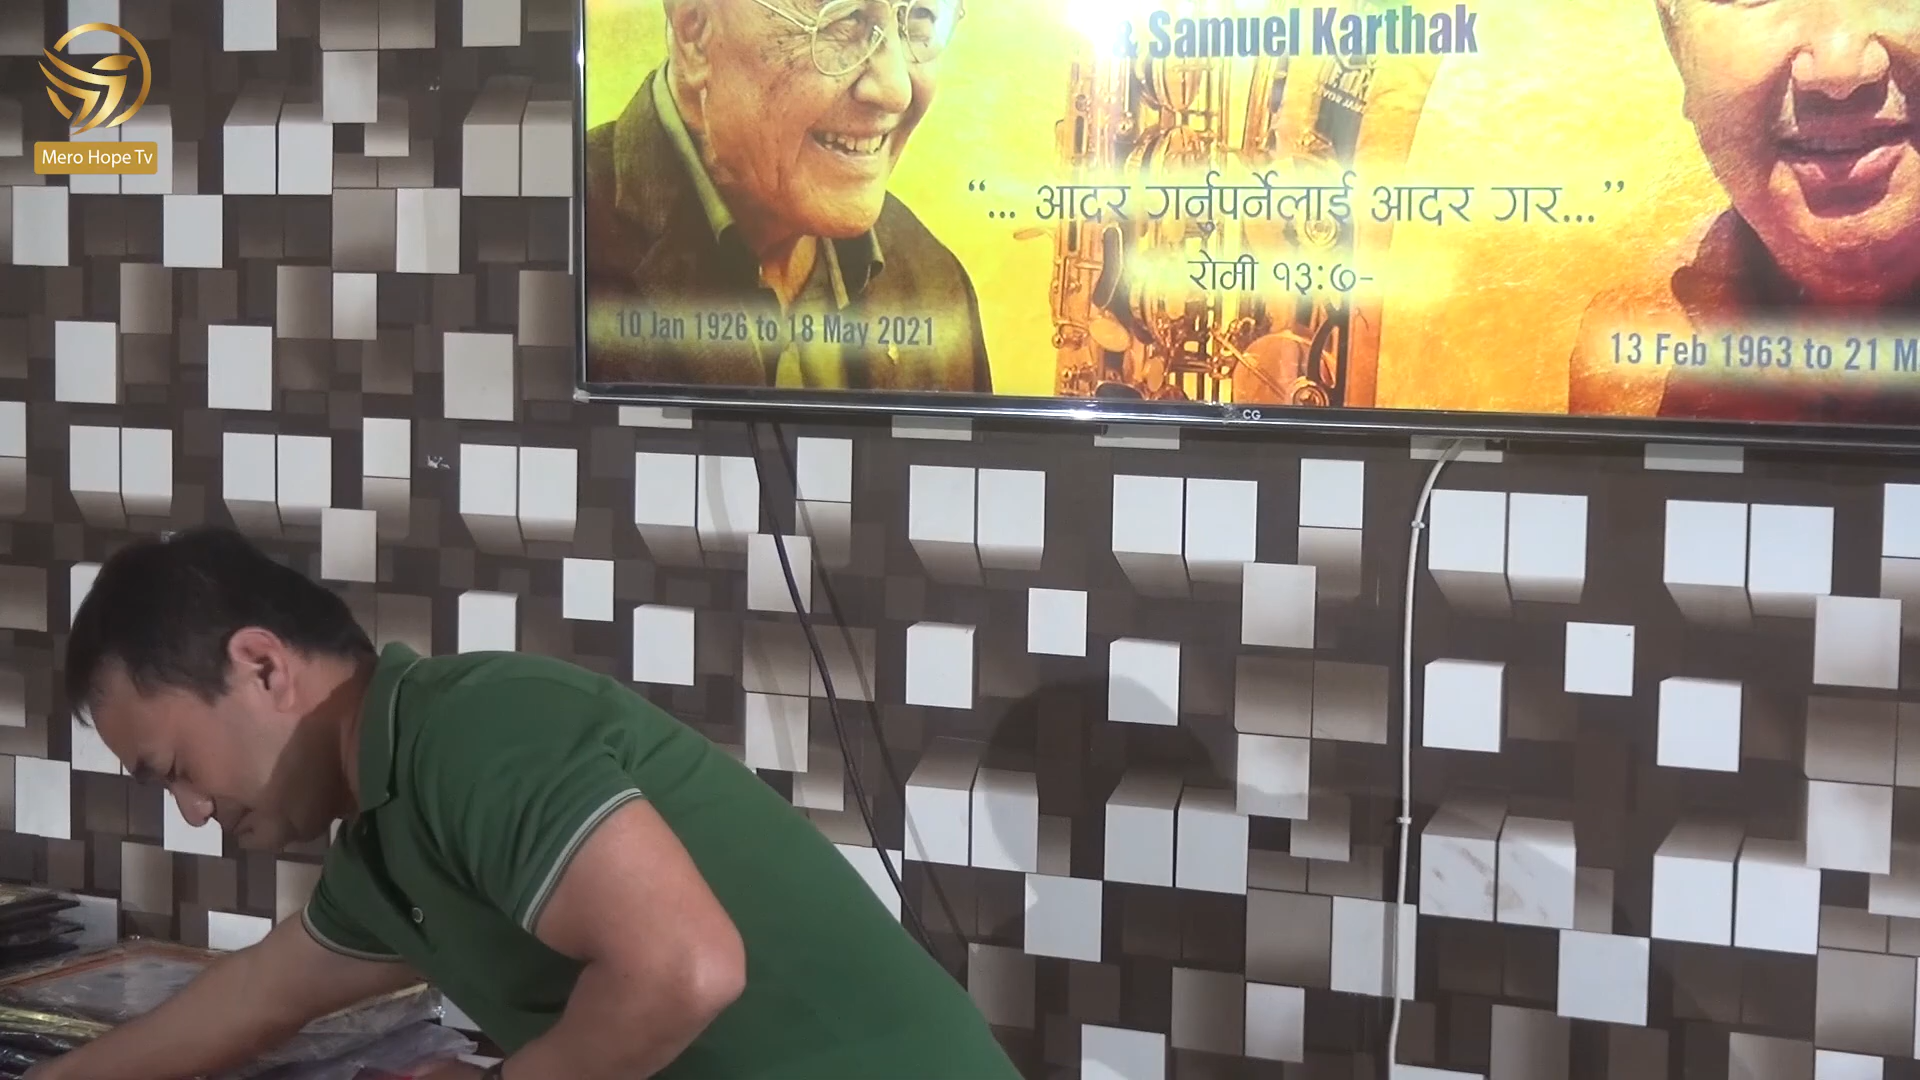 Mero Hope Tv
& Samuel Karthak
“... आदर गर्नुपर्नेलाई आदर गर...”
रोमी १३:७-
10 Jan 1926 to 18 May 2021
13 Feb 1963 to 21 M
CG